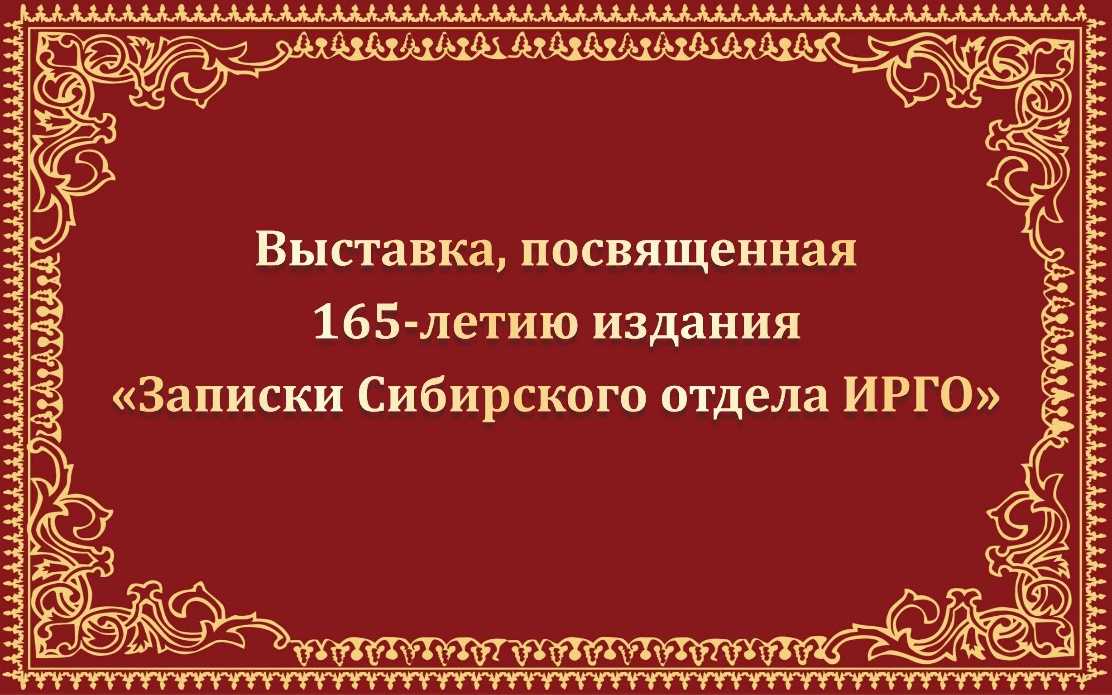 Выставка, посвященная
165-летию издания
«Записки Сибирского отдела ИРГО»